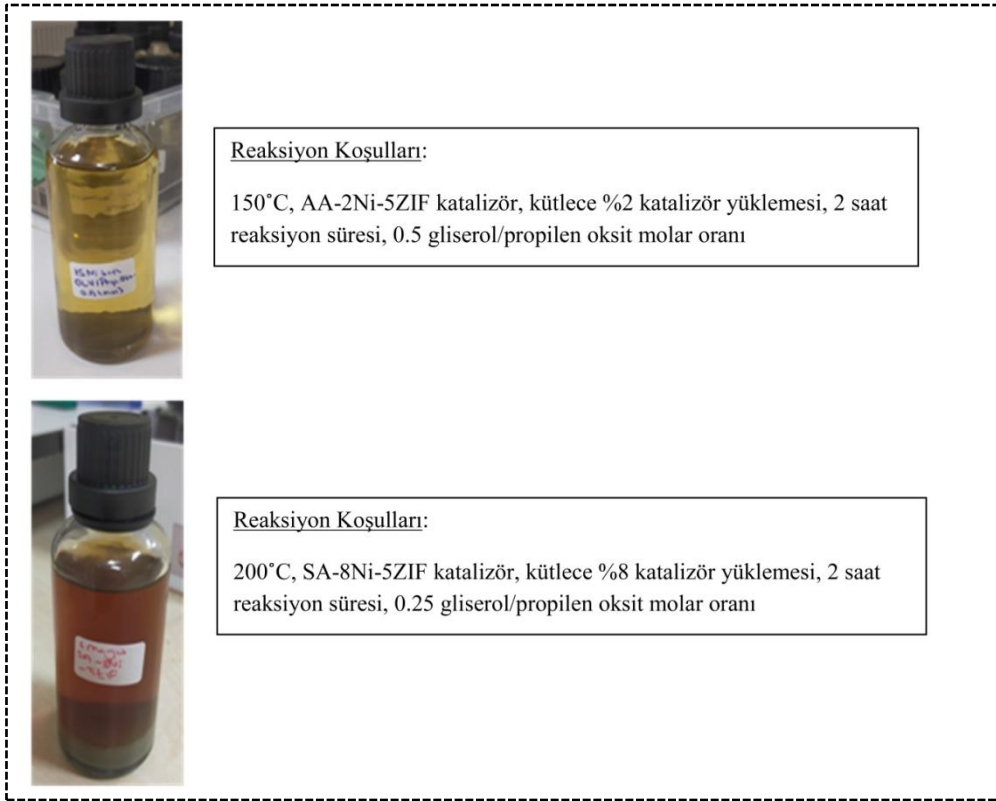 Reaksiyon Koşulları:
150˚C, AA-2Ni-5ZIF katalizör, kütlece %2 katalizör yüklemesi, 2 saat
reaksiyon süresi, 0.5 gliserol/propilen oksit molar oranı
Reaksiyon Koşulları:
200˚C, SA-8Ni-5ZIF katalizör, kütlece %8 katalizör yüklemesi, 2 saat
reaksiyon süresi, 0.25 gliserol/propilen oksit molar oranı